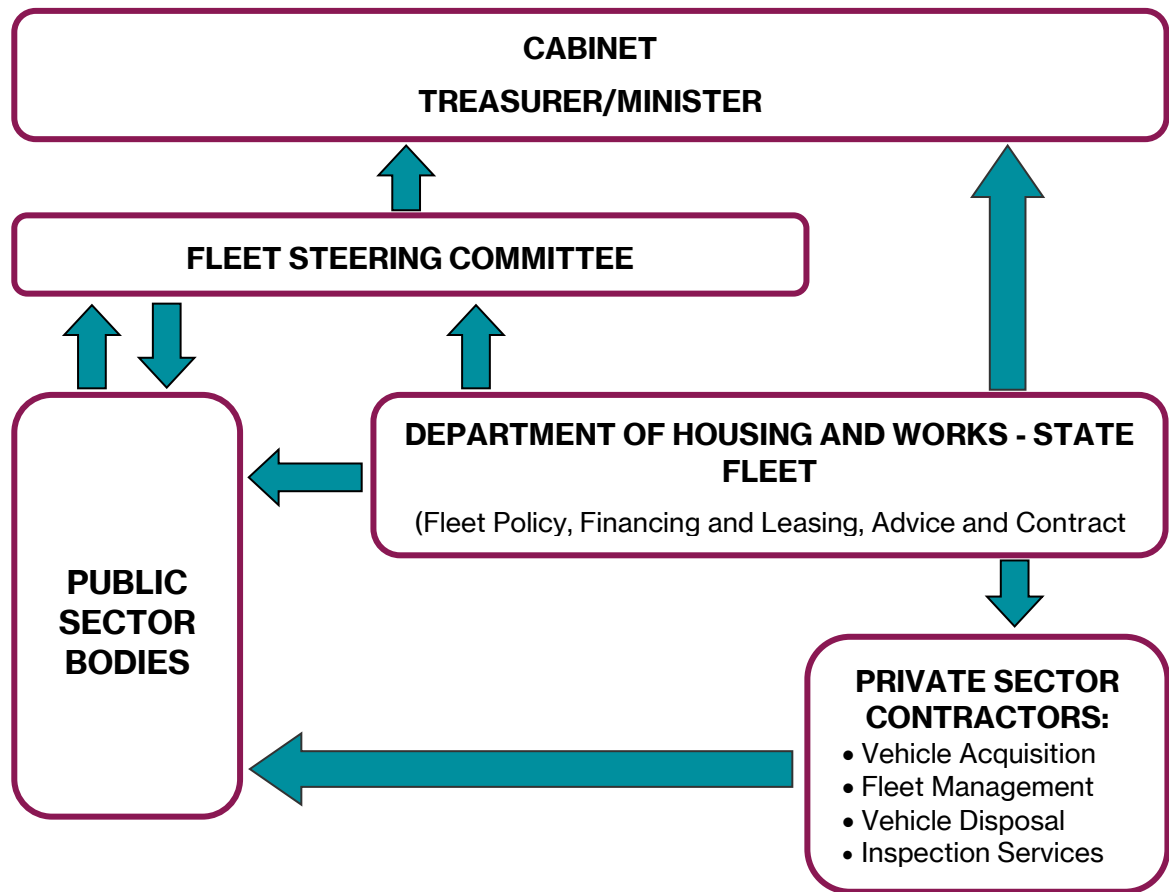 CABINET
TREASURER/MINISTER
FLEET STEERING COMMITTEE
DEPARTMENT OF HOUSING AND WORKS - STATE
FLEET
(Fleet Policy, Financing and Leasing, Advice and Contract
PUBLIC
SECTOR
BODIES
PRIVATE SECTOR
CONTRACTORS:
• Vehicle Acquisition
• Fleet Management
• Vehicle Disposal
• Inspection Services